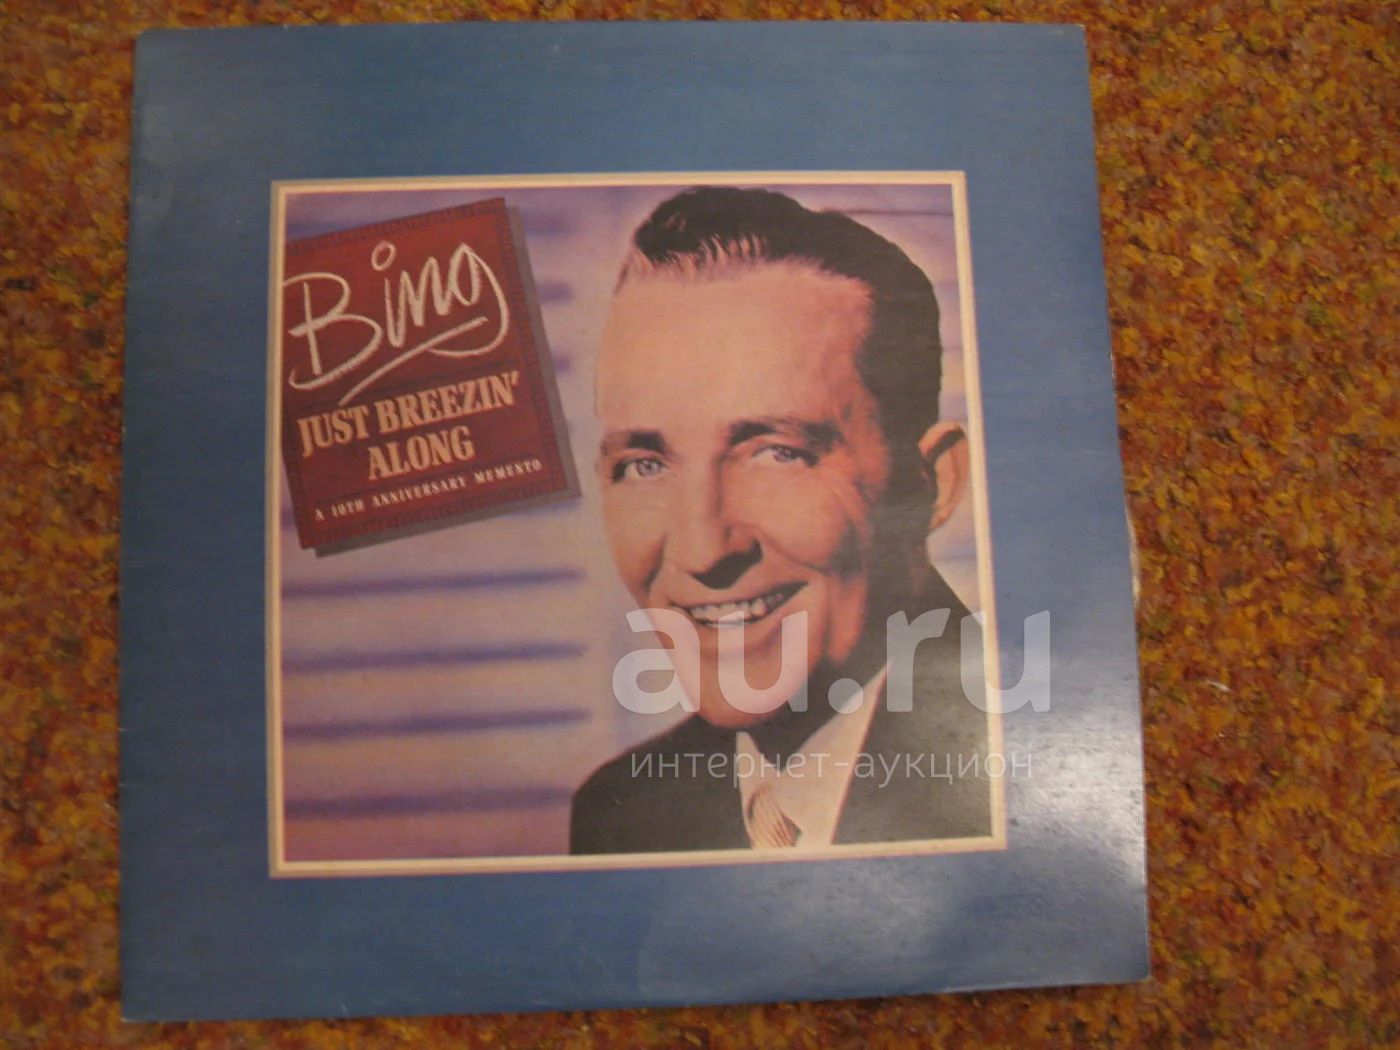 Bing
JUST BREEZIN'
ALONG
A 10TH ANNIVERSARY MEMENTO
au.ru
интернет-аукцион